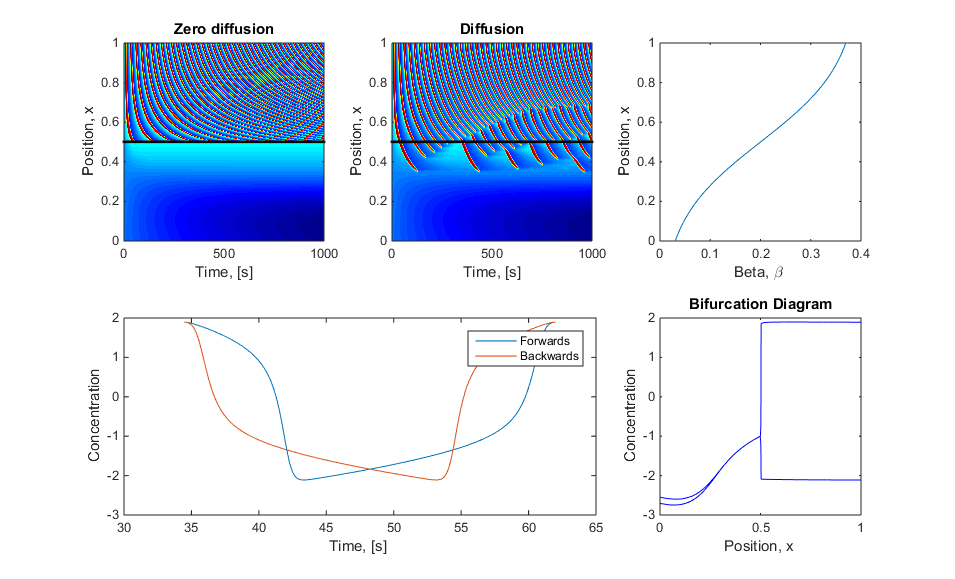 Zero diffusion
Position, x
1
0.8
0.6
0.4
0.2
0
0 500 1000
Time, [s]
Diffusion
Position, x
1
0.8
0.6
0.4
0.2
0
0 500 1000
Time, [s]
Position, x
1
0.8
0.6
0.4
0.2
0
0 0.1 0.2 0.3 0.4
Beta, β
Concentration
2
1
0
-1
-2
-3
Forwards
Backwards
30 35 40 45 50 55 60 65
Time, [s]
Bifurcation Diagram
Concentration
2
1
0
-1
-2
-3
0 0.5 1
Position, x